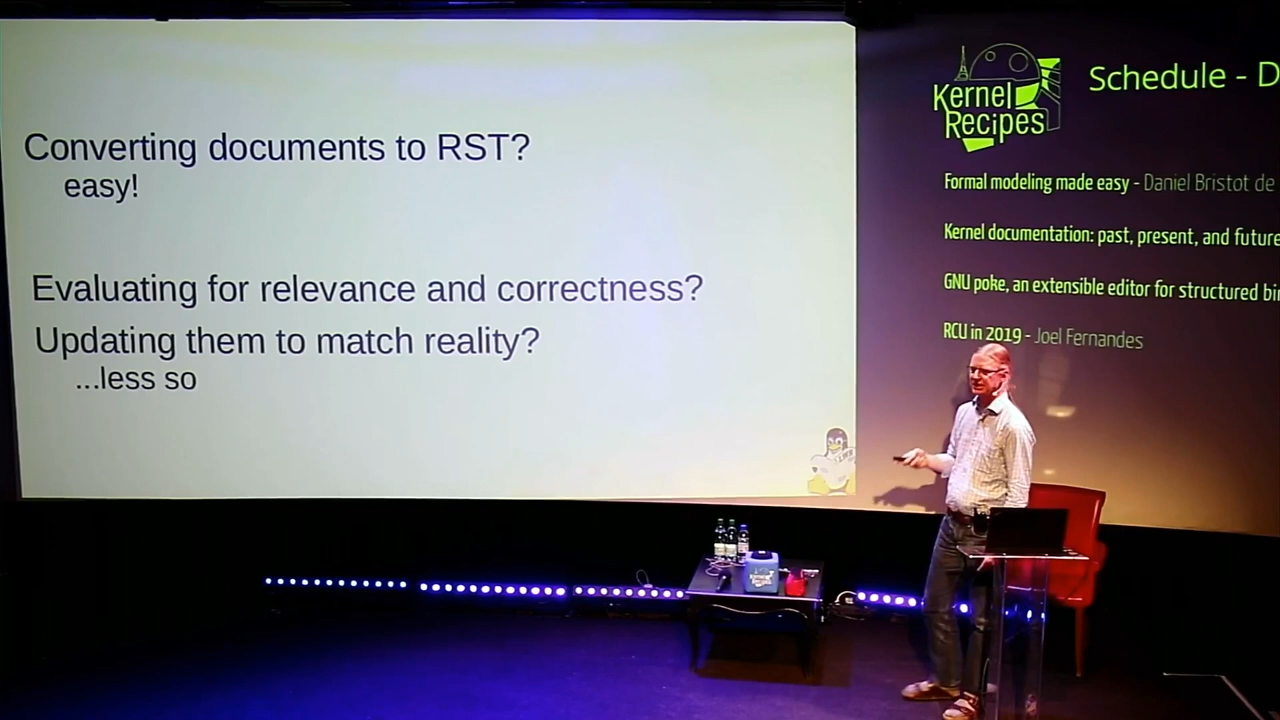 Converting documents to RST?
easy!
Evaluating for relevance and correctness?
Updating them to match reality?
...less so
Kernel
Recipes
Schedule - D
Formal modeling made easy - Daniel Bristot de
Kernel documentation: past, present, and future
GNU poke, an extensible editor for structured bi
RCU in 2019 - Joel Fernandes